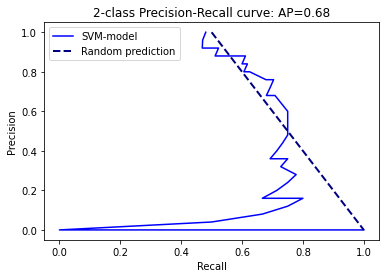 2-class Precision-Recall curve: AP=0.68
SVM-model
Random prediction
Precision
1.0
0.8
0.6
0.4
0.2
0.0
0.0 0.2 0.4 0.6 0.8 1.0
Recall